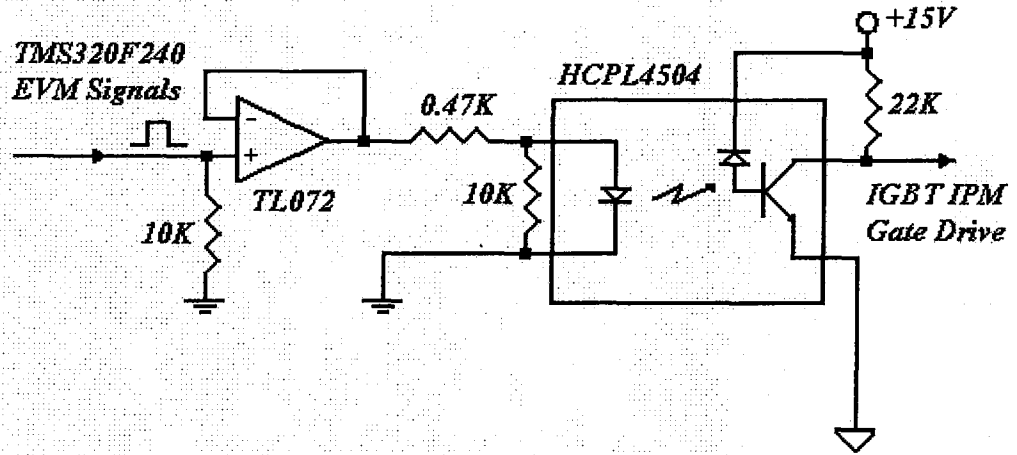 +15V
TMS320F240
EVM Signals
HCPL4504
0.47K
22K
-
+
TL072
10K
10K
IGBT IPM
Gate Drive